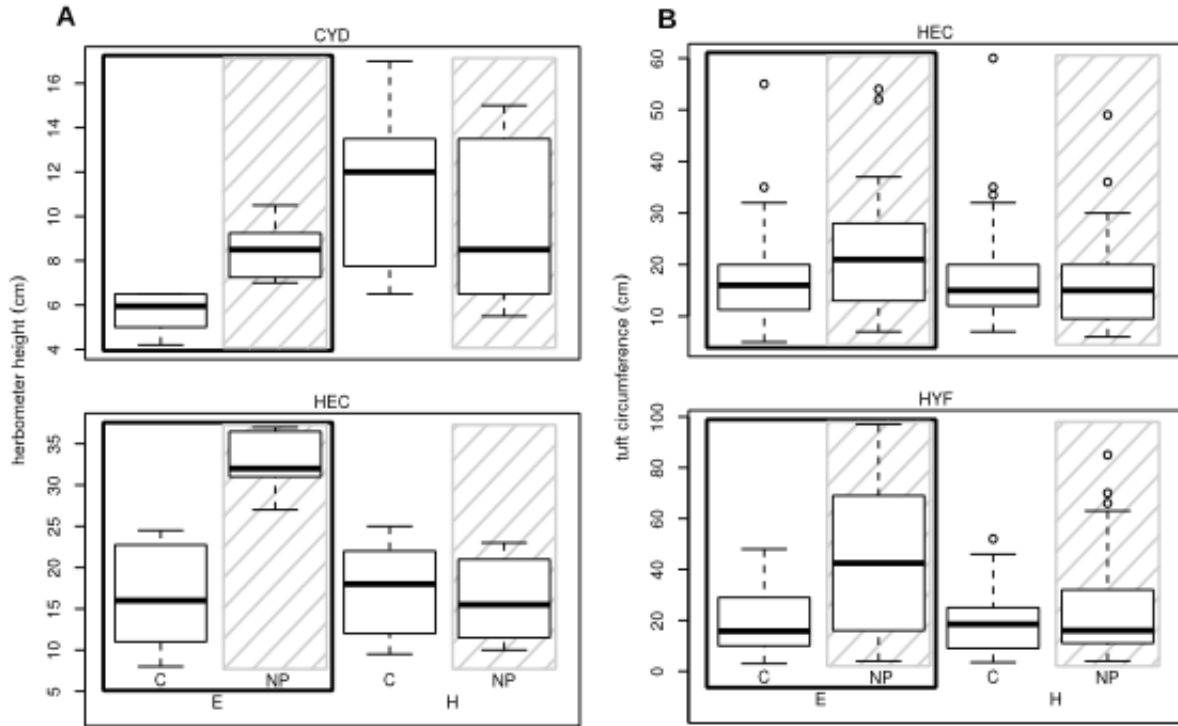 A
CYD
herbometer height (cm)
16
14
12
10
8
6
4
HEC
35
30
25
20
15
10
5
C NP C NP
E H
B
HEC
tuft circumference (cm)
60
50
40
30
20
10
HYF
100
80
60
40
20
0
C NP C NP
E H